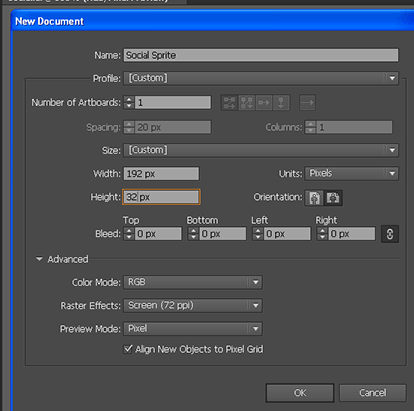 New Document
Name: Social Sprite
Profile: [Custom]
Number of Artboards: 1
Spacing: 20 px Columns: 1
Size: [Custom]
Width: 192 px Units: Pixels
Height: 32 px Orientation:
Top Bottom Left Right
Bleed: 0 px 0 px 0 px 0 px
Advanced
Color Mode: RGB
Raster Effects: Screen (72 ppi)
Preview Mode: Pixel
Align New Objects to Pixel Grid
OK Cancel